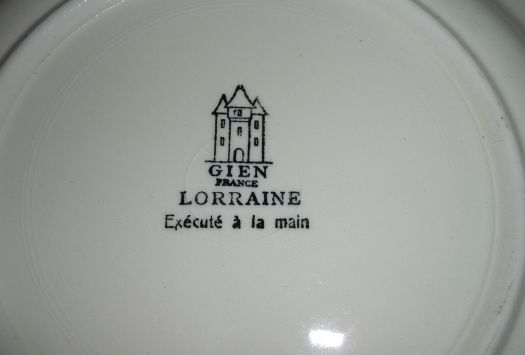 GIEN
FRANCE
LORRAINE
Exécuté à la main